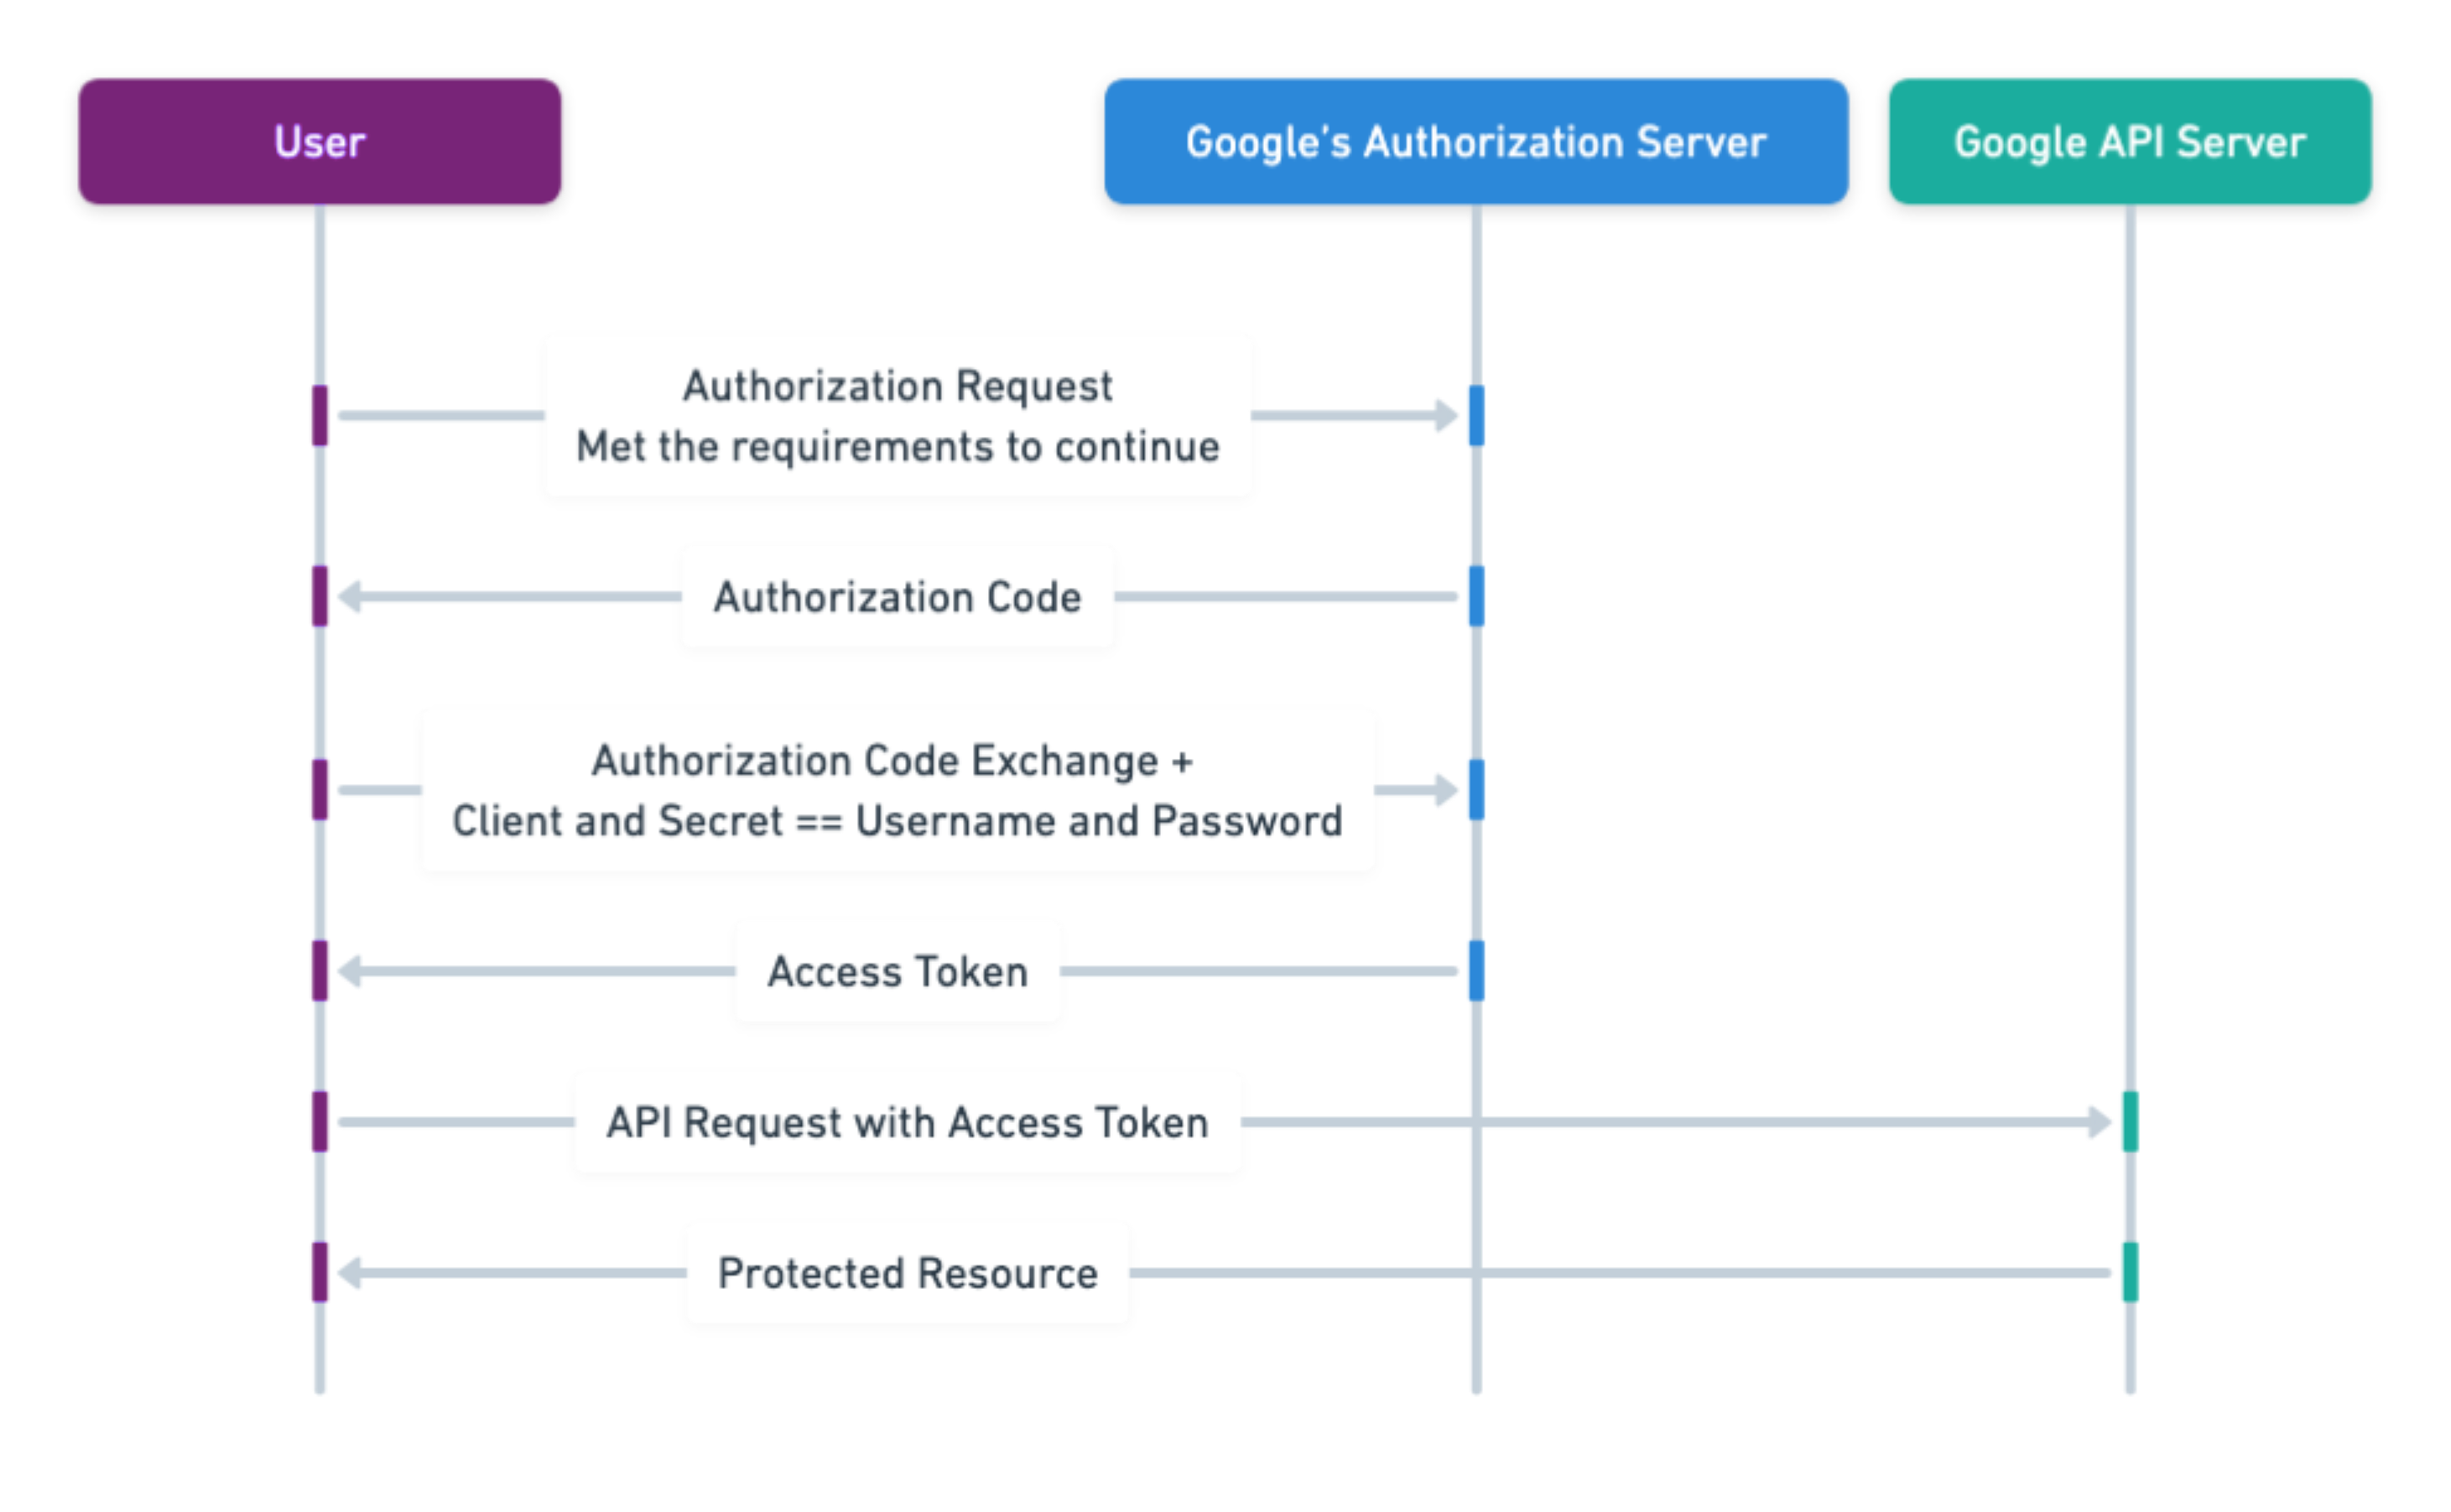 User
Google's Authorization Server
Google API Server
Authorization Request
Met the requirements to continue
Authorization Code
Authorization Code Exchange +
Client and Secret == Username and Password
Access Token
API Request with Access Token
Protected Resource